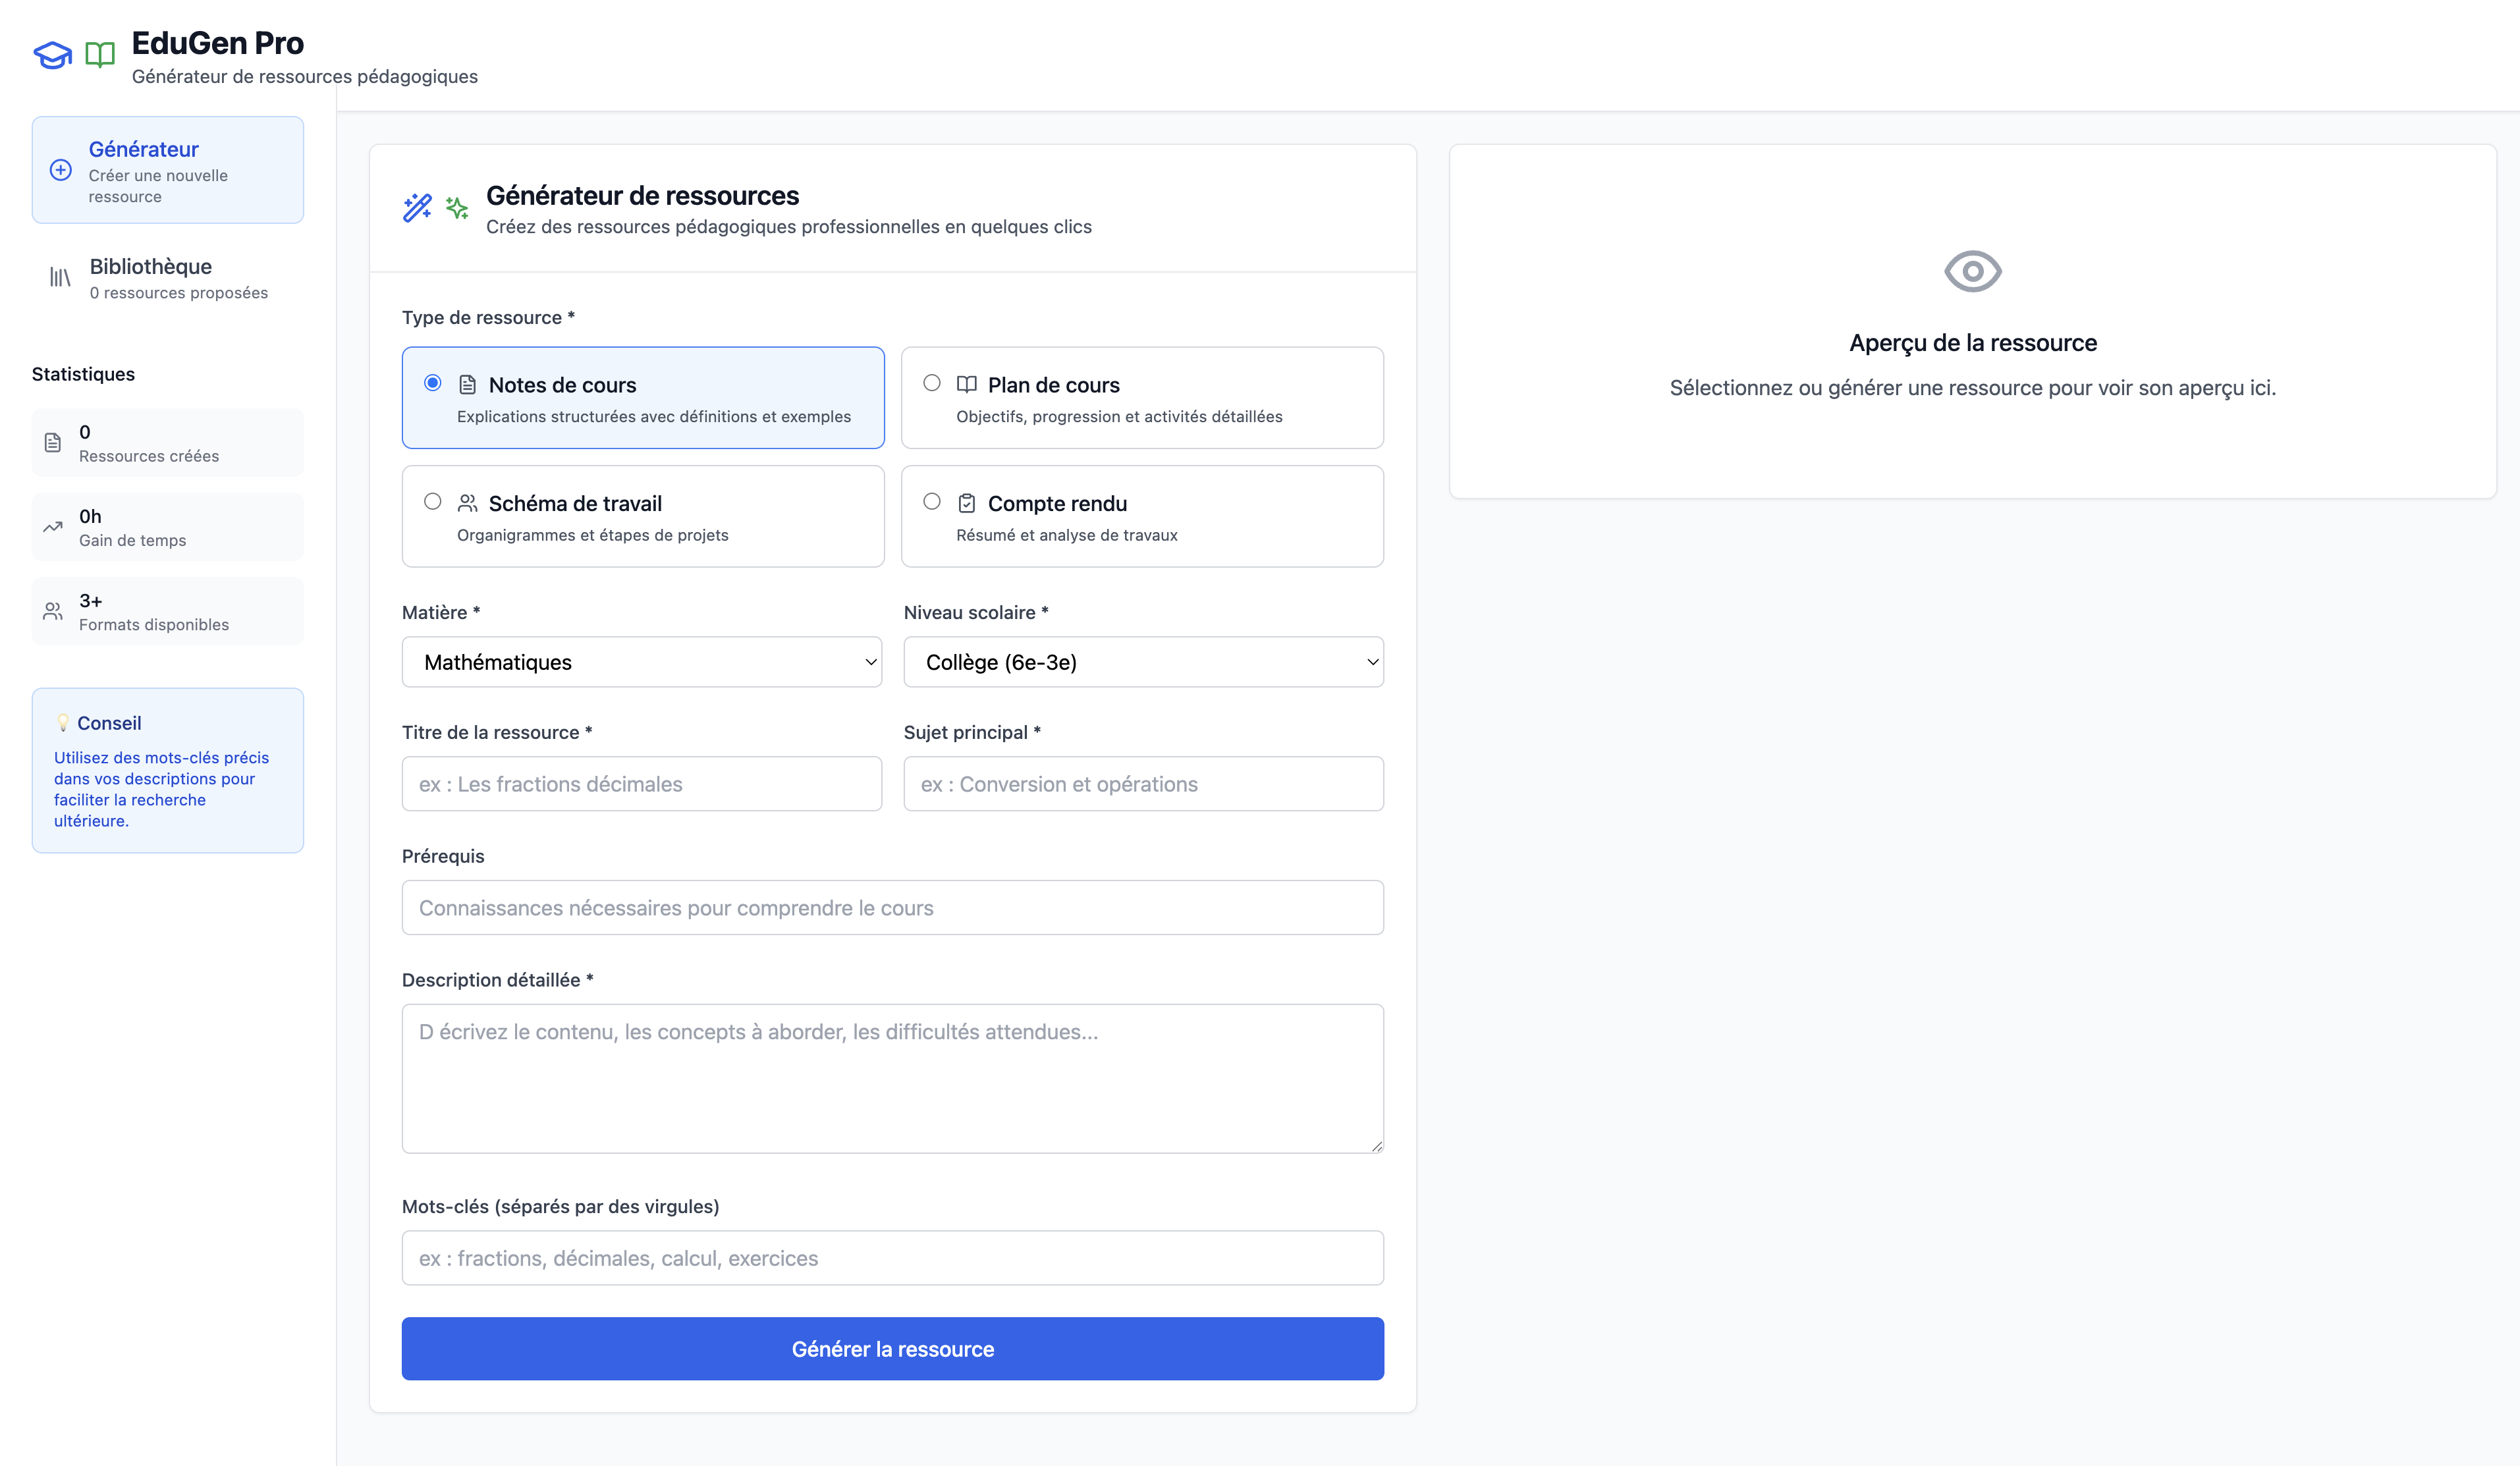 EduGen Pro
Générateur de ressources pédagogiques
Générateur
Créer une nouvelle
ressource
Bibliothèque
0 ressources proposées
Statistiques
0
Ressources créées
0h
Gain de temps
3+
Formats disponibles
💡 Conseil
Utilisez des mots-clés précis
dans vos descriptions pour
faciliter la recherche
ultérieure.
Générateur de ressources
Créez des ressources pédagogiques professionnelles en quelques clics
Type de ressource *
Notes de cours
Explications structurées avec définitions et exemples
Plan de cours
Objectifs, progression et activités détaillées
Schéma de travail
Organigrammes et étapes de projets
Compte rendu
Résumé et analyse de travaux
Matière *
Mathématiques
Niveau scolaire *
Collège (6e-3e)
Titre de la ressource *
ex : Les fractions décimales
Sujet principal *
ex : Conversion et opérations
Prérequis
Connaissances nécessaires pour comprendre le cours
Description détaillée *
D écrivez le contenu, les concepts à aborder, les difficultés attendues...
Mots-clés (séparés par des virgules)
ex : fractions, décimales, calcul, exercices
Générer la ressource
Aperçu de la ressource
Sélectionnez ou générer une ressource pour voir son aperçu ici.